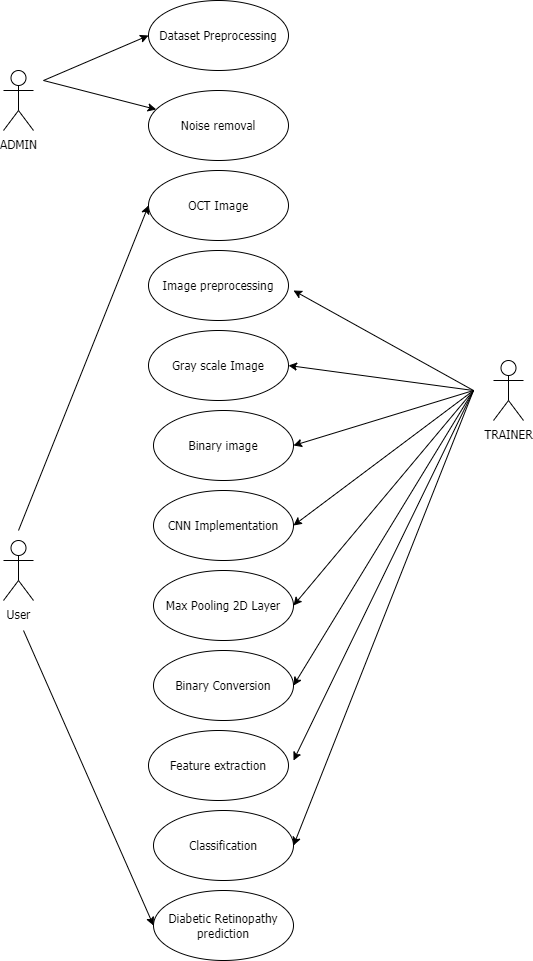 Dataset Preprocessing
ADMIN
Noise removal
OCT Image
Image preprocessing
Gray scale Image
TRAINER
Binary image
CNN Implementation
Max Pooling 2D Layer
User
Binary Conversion
Feature extraction
Classification
Diabetic Retinopathy
prediction